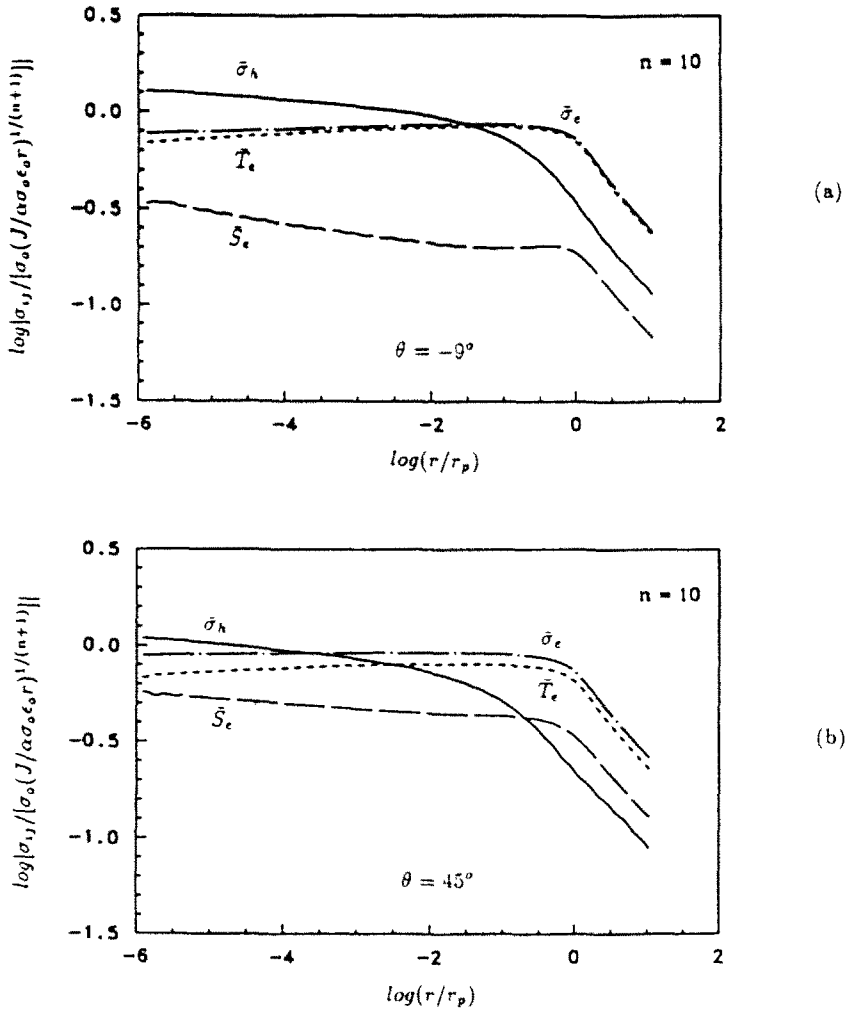 0.5
n = 10
σ̄ₕ
0.0
σ̄ₑ
T̄ₑ
(a)
-0.5
S̄ₑ
-1.0
θ = -9°
-1.5
-6 -4 -2 0 2
log(r/rₚ)
log|σᵢⱼ/[σₒ(J/ασₒεₒr)^1/(n+1)]|
0.5
n = 10
σ̄ₕ
σ̄ₑ
0.0
T̄ₑ
S̄ₑ
(b)
-0.5
-1.0
θ = 45°
-1.5
-6 -4 -2 0 2
log(r/rₚ)
log|σᵢⱼ/[σₒ(J/ασₒεₒr)^1/(n+1)]|